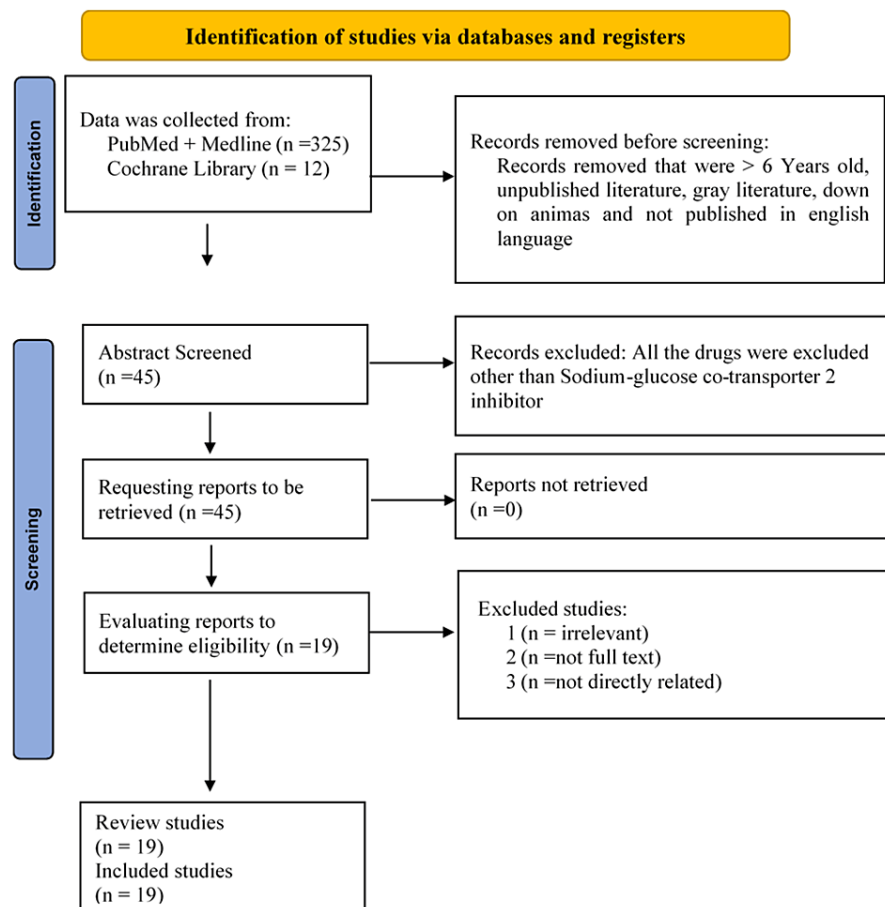 Identification of studies via databases and registers
Identification
Data was collected from:
PubMed + Medline (n =325)
Cochrane Library (n = 12)
Records removed before screening:
Records removed that were > 6 Years old,
unpublished literature, gray literature, down
on animas and not published in english
language
Screening
Abstract Screened
(n =45)
Records excluded: All the drugs were excluded
other than Sodium-glucose co-transporter 2
inhibitor
Requesting reports to be
retrieved (n =45)
Reports not retrieved
(n =0)
Evaluating reports to
determine eligibility (n =19)
Excluded studies:
1 (n = irrelevant)
2 (n =not full text)
3 (n =not directly related)
Review studies
(n = 19)
Included studies
(n = 19)